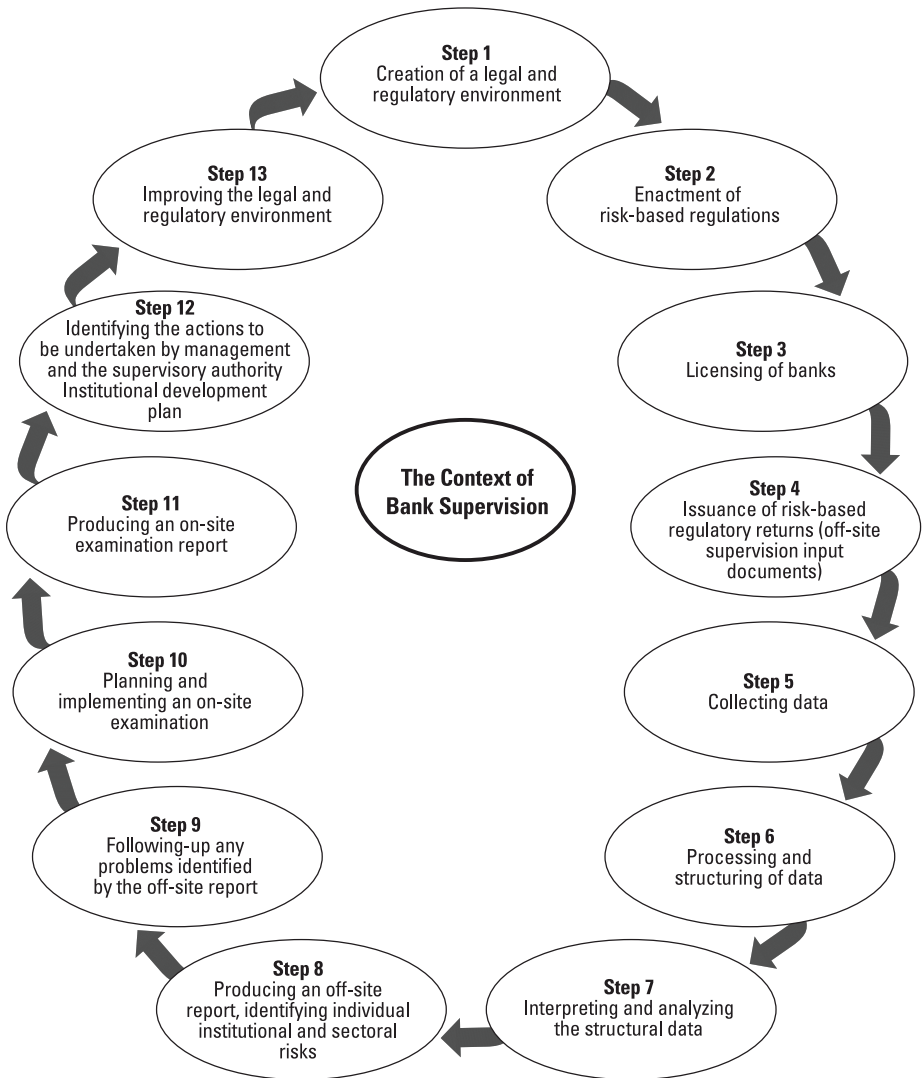 Step 1
Creation of a legal and
regulatory environment
Step 2
Enactment of
risk-based regulations
Step 3
Licensing of banks
Step 4
Issuance of risk-based
regulatory returns (off-site
supervision input
documents)
Step 5
Collecting data
Step 6
Processing and
structuring of data
Step 7
Interpreting and analyzing
the structural data
Step 8
Producing an off-site
report, identifying individual
institutional and sectoral
risks
Step 9
Following-up any
problems identified
by the off-site report
Step 10
Planning and
implementing an on-site
examination
Step 11
Producing an on-site
examination report
Step 12
Identifying the actions to
be undertaken by management
and the supervisory authority
Institutional development
plan
Step 13
Improving the legal and
regulatory environment
The Context of
Bank Supervision